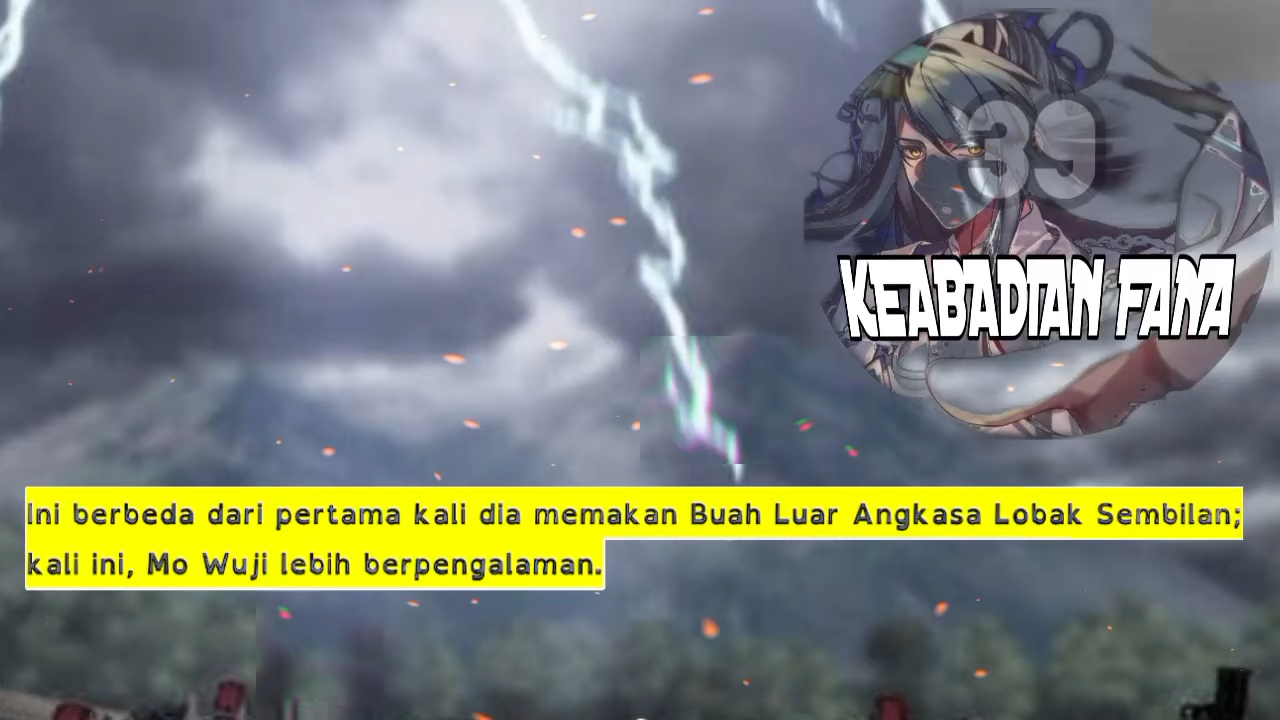 39
KEABADIAN FANA
Ini berbeda dari pertama kali dia memakan Buah Luar Angkasa Lobak Sembilan;
kali ini, Mo Wuji lebih berpengalaman.